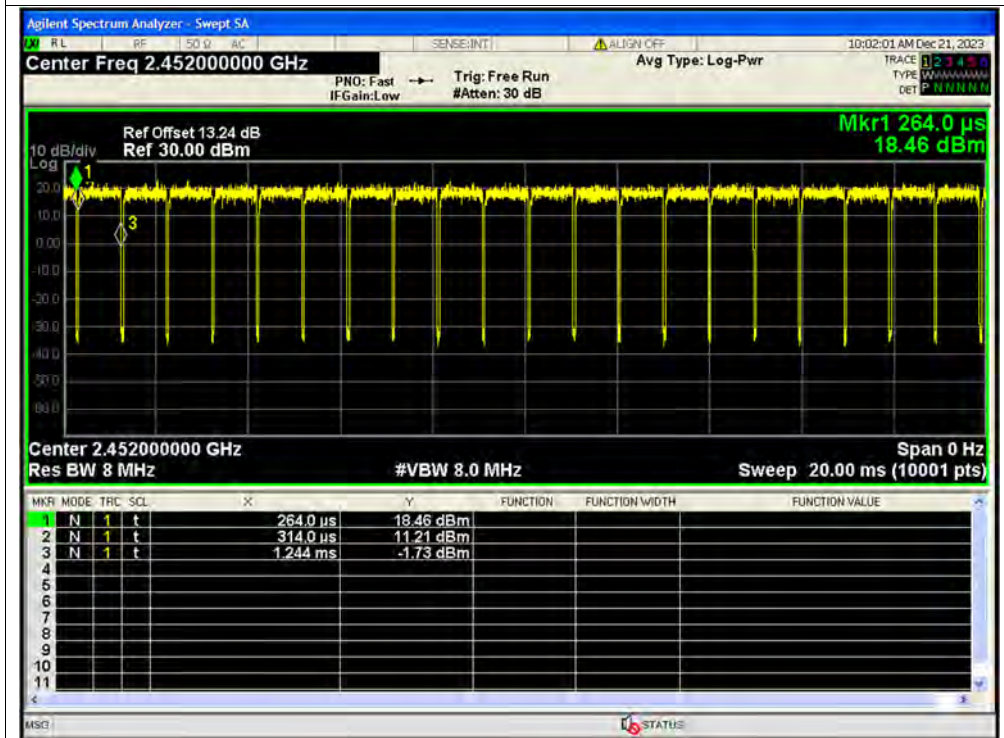 Agilent Spectrum Analyzer - Swept SA
RL RF 50 Ω AC SENSE:INT ALIGN OFF 10:02:01 AM Dec 21, 2023
Center Freq 2.452000000 GHz
PNO: Fast
IFGain:Low
Trig: Free Run
#Atten: 30 dB
Avg Type: Log-Pwr
TRACE 1 2 3 4 5 6
TYPE WWWWWW
DET P N N N N N
Mkr1 264.0 µs
18.46 dBm
Ref Offset 13.24 dB
10 dB/div Ref 30.00 dBm
Log
1
20.0
10.0
3
0.00
-10.0
-20.0
-30.0
-40.0
-50.0
-60.0
Center 2.452000000 GHz Span 0 Hz
Res BW 8 MHz #VBW 8.0 MHz Sweep 20.00 ms (10001 pts)
MKR MODE TRC SCL X Y FUNCTION FUNCTION WIDTH FUNCTION VALUE
1 N 1 t 264.0 µs 18.46 dBm
2 N 1 t 314.0 µs 11.21 dBm
3 N 1 t 1.244 ms -1.73 dBm
4
5
6
7
8
9
10
11
MSG STATUS